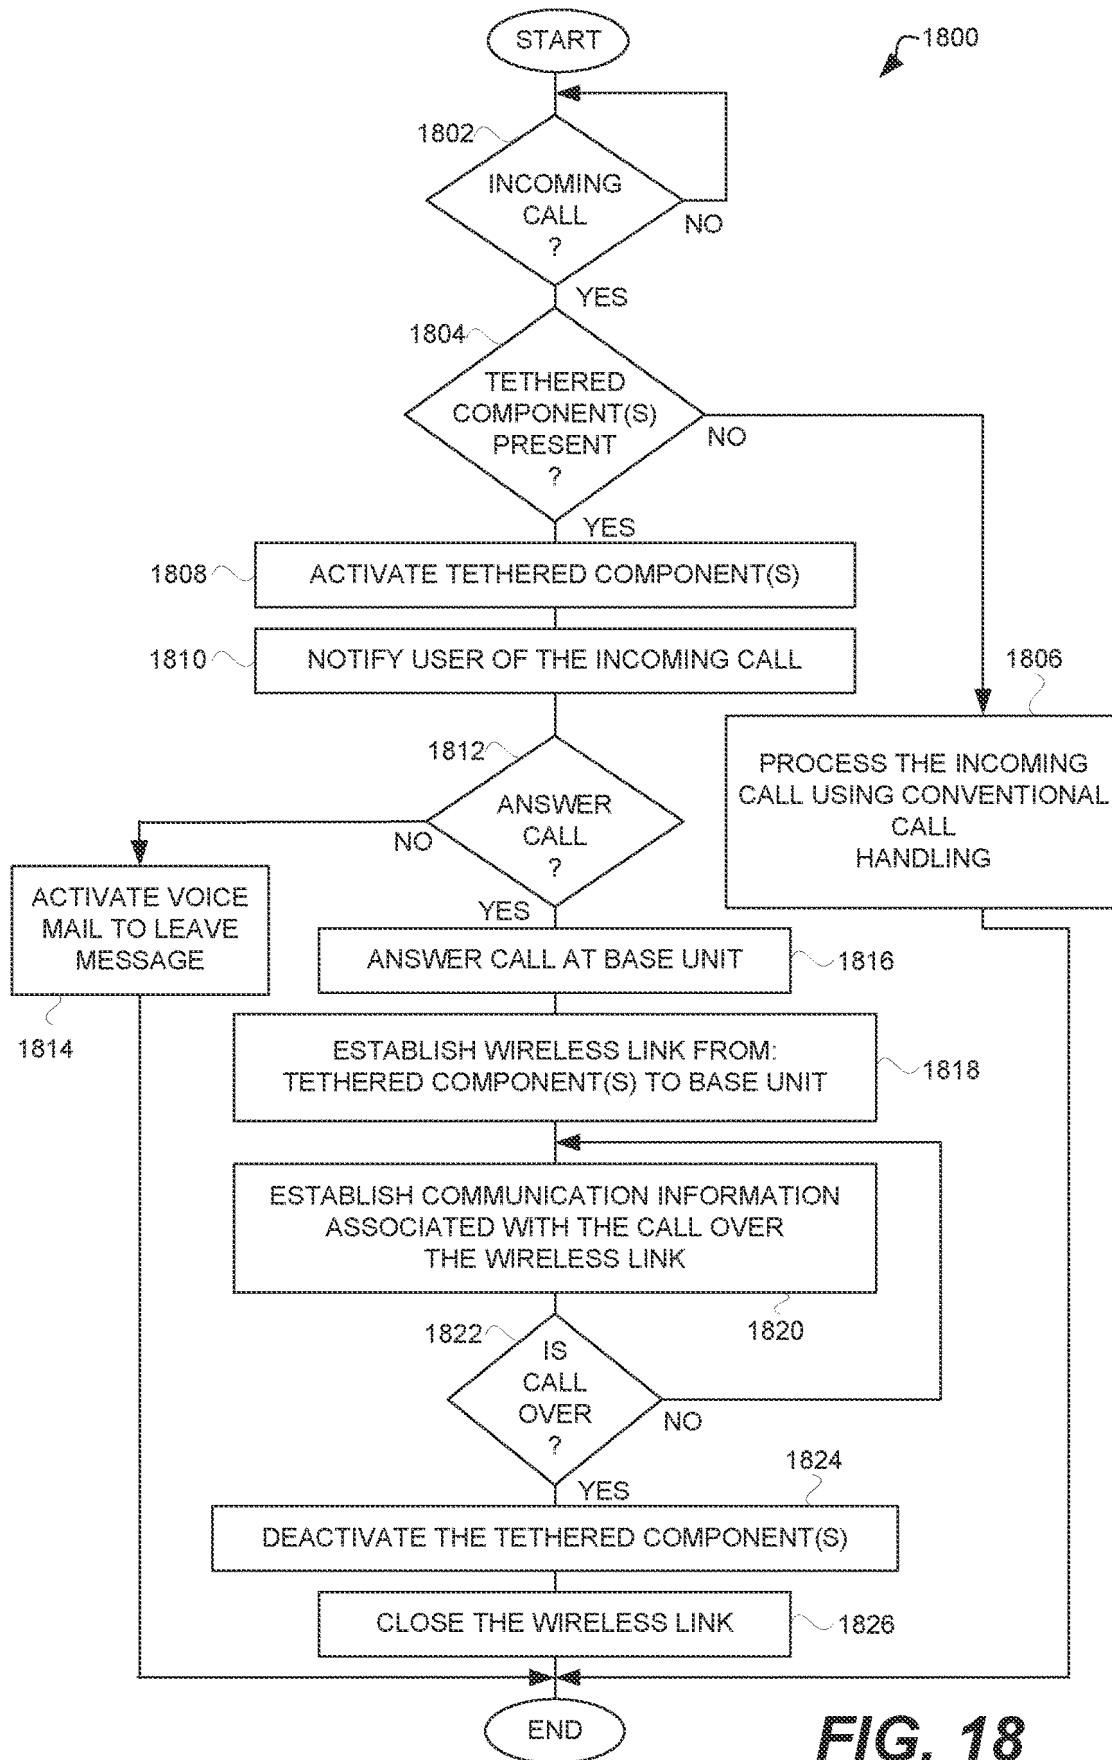 START
1800
1802
INCOMING
CALL
?
NO
YES
1804
TETHERED
COMPONENT(S)
PRESENT
?
NO
YES
1808
ACTIVATE TETHERED COMPONENT(S)
1810
NOTIFY USER OF THE INCOMING CALL
1806
PROCESS THE INCOMING
CALL USING CONVENTIONAL
CALL
HANDLING
1812
ANSWER
CALL
?
NO
YES
ACTIVATE VOICE
MAIL TO LEAVE
MESSAGE
1814
ANSWER CALL AT BASE UNIT
1816
ESTABLISH WIRELESS LINK FROM:
TETHERED COMPONENT(S) TO BASE UNIT
1818
ESTABLISH COMMUNICATION INFORMATION
ASSOCIATED WITH THE CALL OVER
THE WIRELESS LINK
1820
1822
IS
CALL
OVER
?
NO
YES
1824
DEACTIVATE THE TETHERED COMPONENT(S)
CLOSE THE WIRELESS LINK
1826
END
FIG. 18